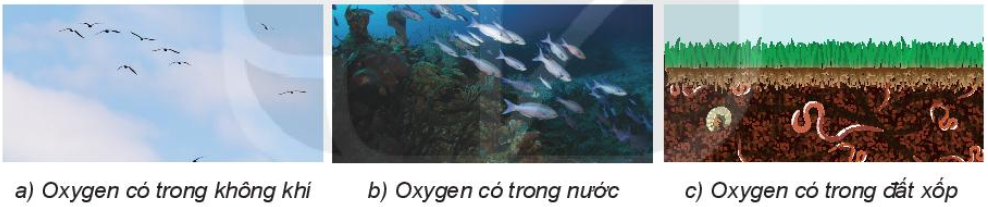 a) Oxygen có trong không khí
b) Oxygen có trong nước
c) Oxygen có trong đất xốp